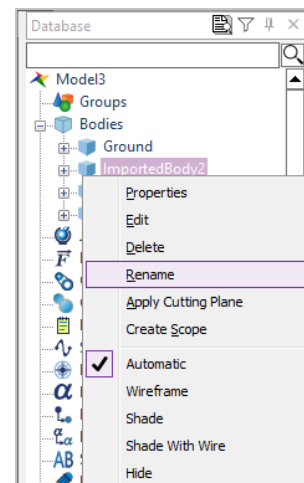 Database
Model3
Groups
Bodies
Ground
ImportedBody2
Properties
Edit
Delete
Rename
Apply Cutting Plane
Create Scope
Automatic
Wireframe
Shade
Shade With Wire
Hide